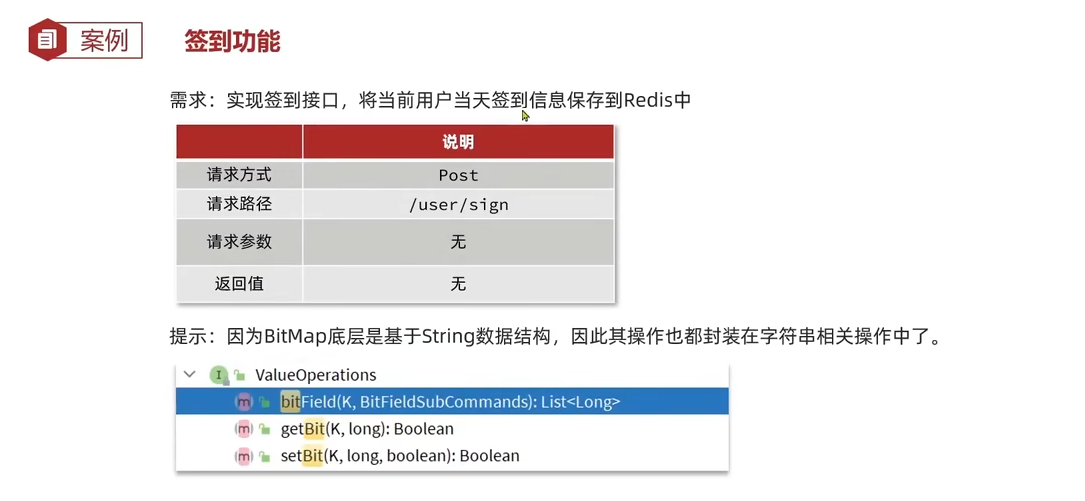 案例 签到功能
需求：实现签到接口，将当前用户当天签到信息保存到Redis中
说明
请求方式 Post
请求路径 /user/sign
请求参数 无
返回值 无
提示：因为BitMap底层是基于String数据结构，因此其操作也都封装在字符串相关操作中了。
I ValueOperations
m bitField(K, BitFieldSubCommands): List<Long>
m getBit(K, long): Boolean
m setBit(K, long, boolean): Boolean